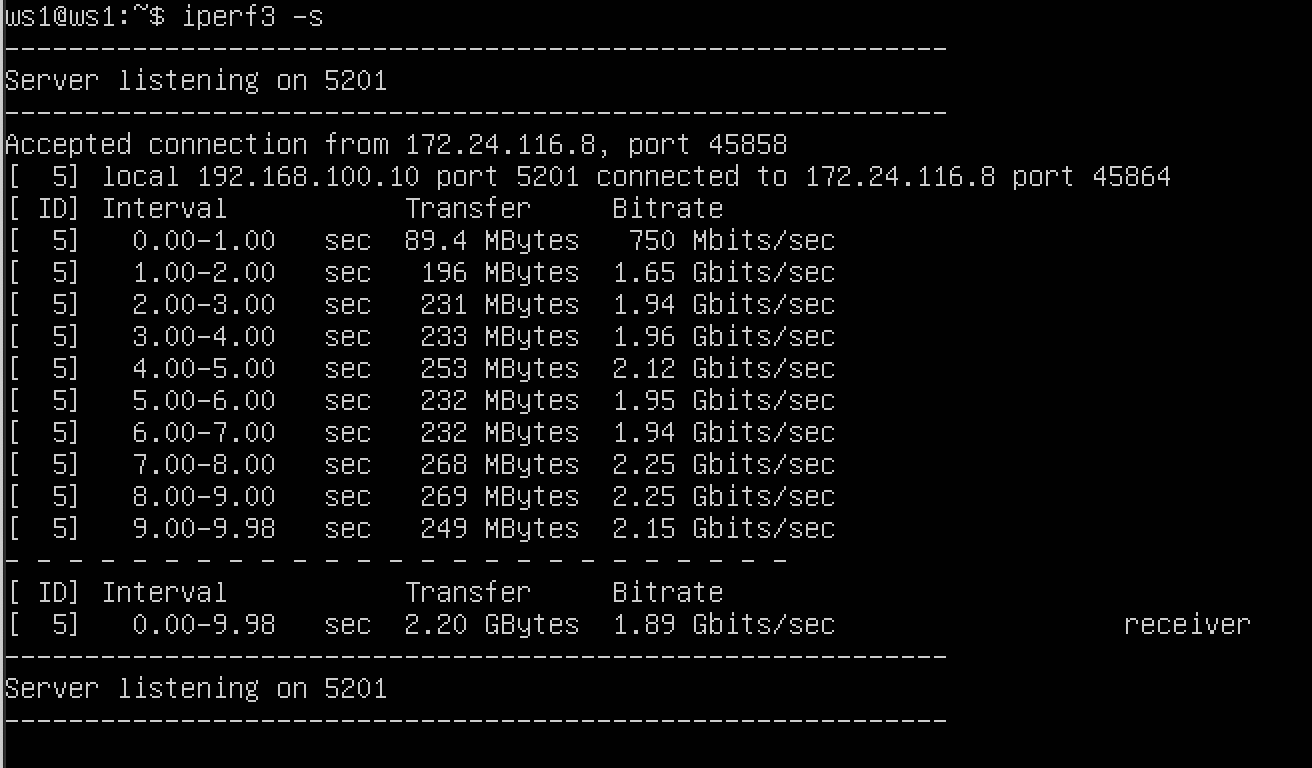 ws1@ws1:~$ iperf3 -s
-----------------------------------------------------------
Server listening on 5201
-----------------------------------------------------------
Accepted connection from 172.24.116.8, port 45858
[  5] local 192.168.100.10 port 5201 connected to 172.24.116.8 port 45864
[ ID] Interval           Transfer     Bitrate
[  5]   0.00-1.00   sec  89.4 MBytes   750 Mbits/sec
[  5]   1.00-2.00   sec   196 MBytes  1.65 Gbits/sec
[  5]   2.00-3.00   sec   231 MBytes  1.94 Gbits/sec
[  5]   3.00-4.00   sec   233 MBytes  1.96 Gbits/sec
[  5]   4.00-5.00   sec   253 MBytes  2.12 Gbits/sec
[  5]   5.00-6.00   sec   232 MBytes  1.95 Gbits/sec
[  5]   6.00-7.00   sec   232 MBytes  1.94 Gbits/sec
[  5]   7.00-8.00   sec   268 MBytes  2.25 Gbits/sec
[  5]   8.00-9.00   sec   269 MBytes  2.25 Gbits/sec
[  5]   9.00-9.98   sec   249 MBytes  2.15 Gbits/sec
- - - - - - - - - - - - - - - - - - - - - - - - -
[ ID] Interval           Transfer     Bitrate
[  5]   0.00-9.98   sec  2.20 GBytes  1.89 Gbits/sec                  receiver
-----------------------------------------------------------
Server listening on 5201
-----------------------------------------------------------